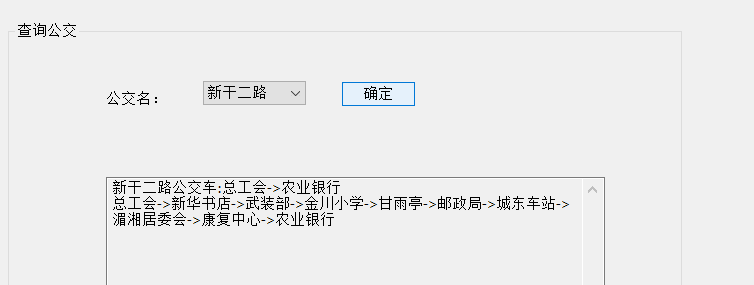 查询公交
公交名：
新干二路
确定
新干二路公交车:总工会->农业银行
总工会->新华书店->武装部->金川小学->甘雨亭->邮政局->城东车站->
湄湘居委会->康复中心->农业银行